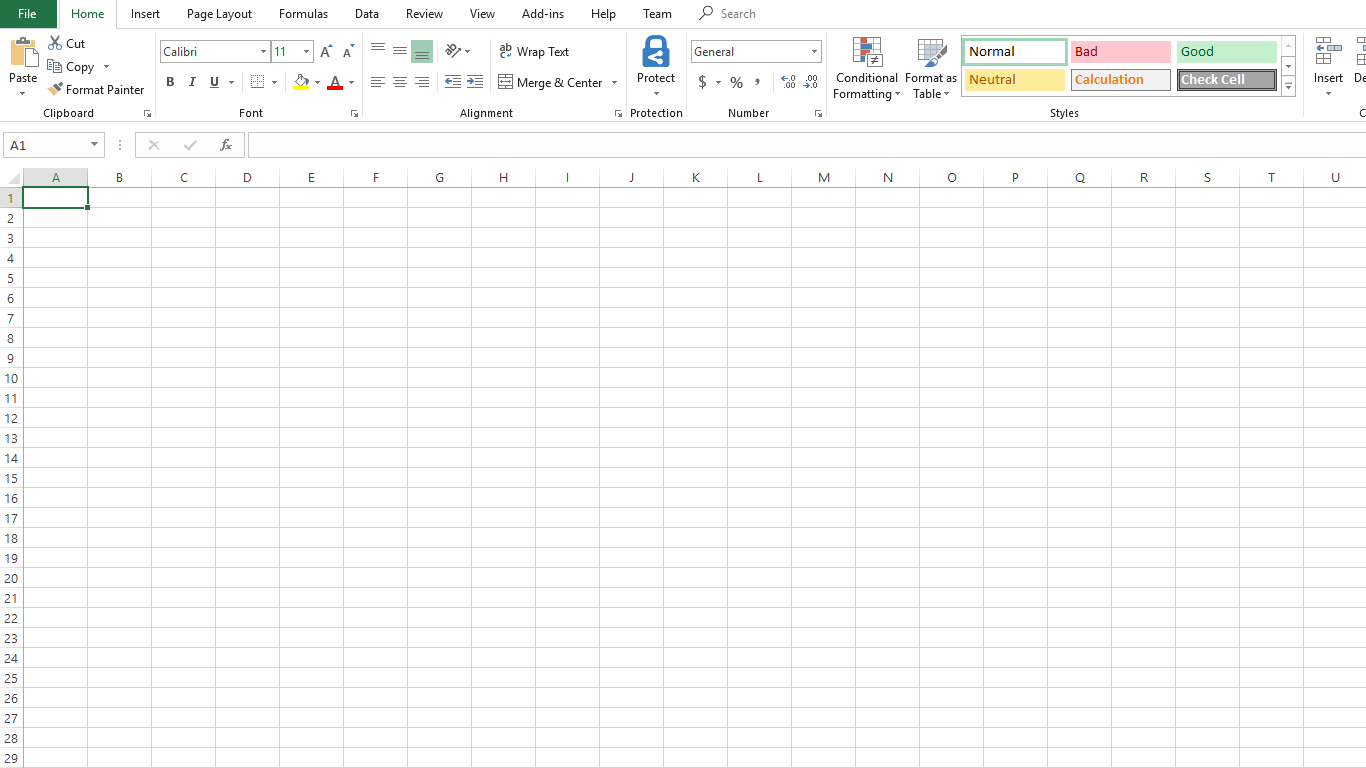 File Home Insert Page Layout Formulas Data Review View Add-ins Help Team Search
Paste
Cut
Copy
Format Painter
Clipboard
Calibri 11
A A
B I U A
Font
ab Wrap Text
Merge & Center
Alignment
Protect
Protection
General
$ % , .00 .00
Number
Conditional
Formatting
Format as
Table
Normal Bad Good
Neutral Calculation Check Cell
Styles
Insert
A1 fx
A B C D E F G H I J K L M N O P Q R S T U
1
2
3
4
5
6
7
8
9
10
11
12
13
14
15
16
17
18
19
20
21
22
23
24
25
26
27
28
29